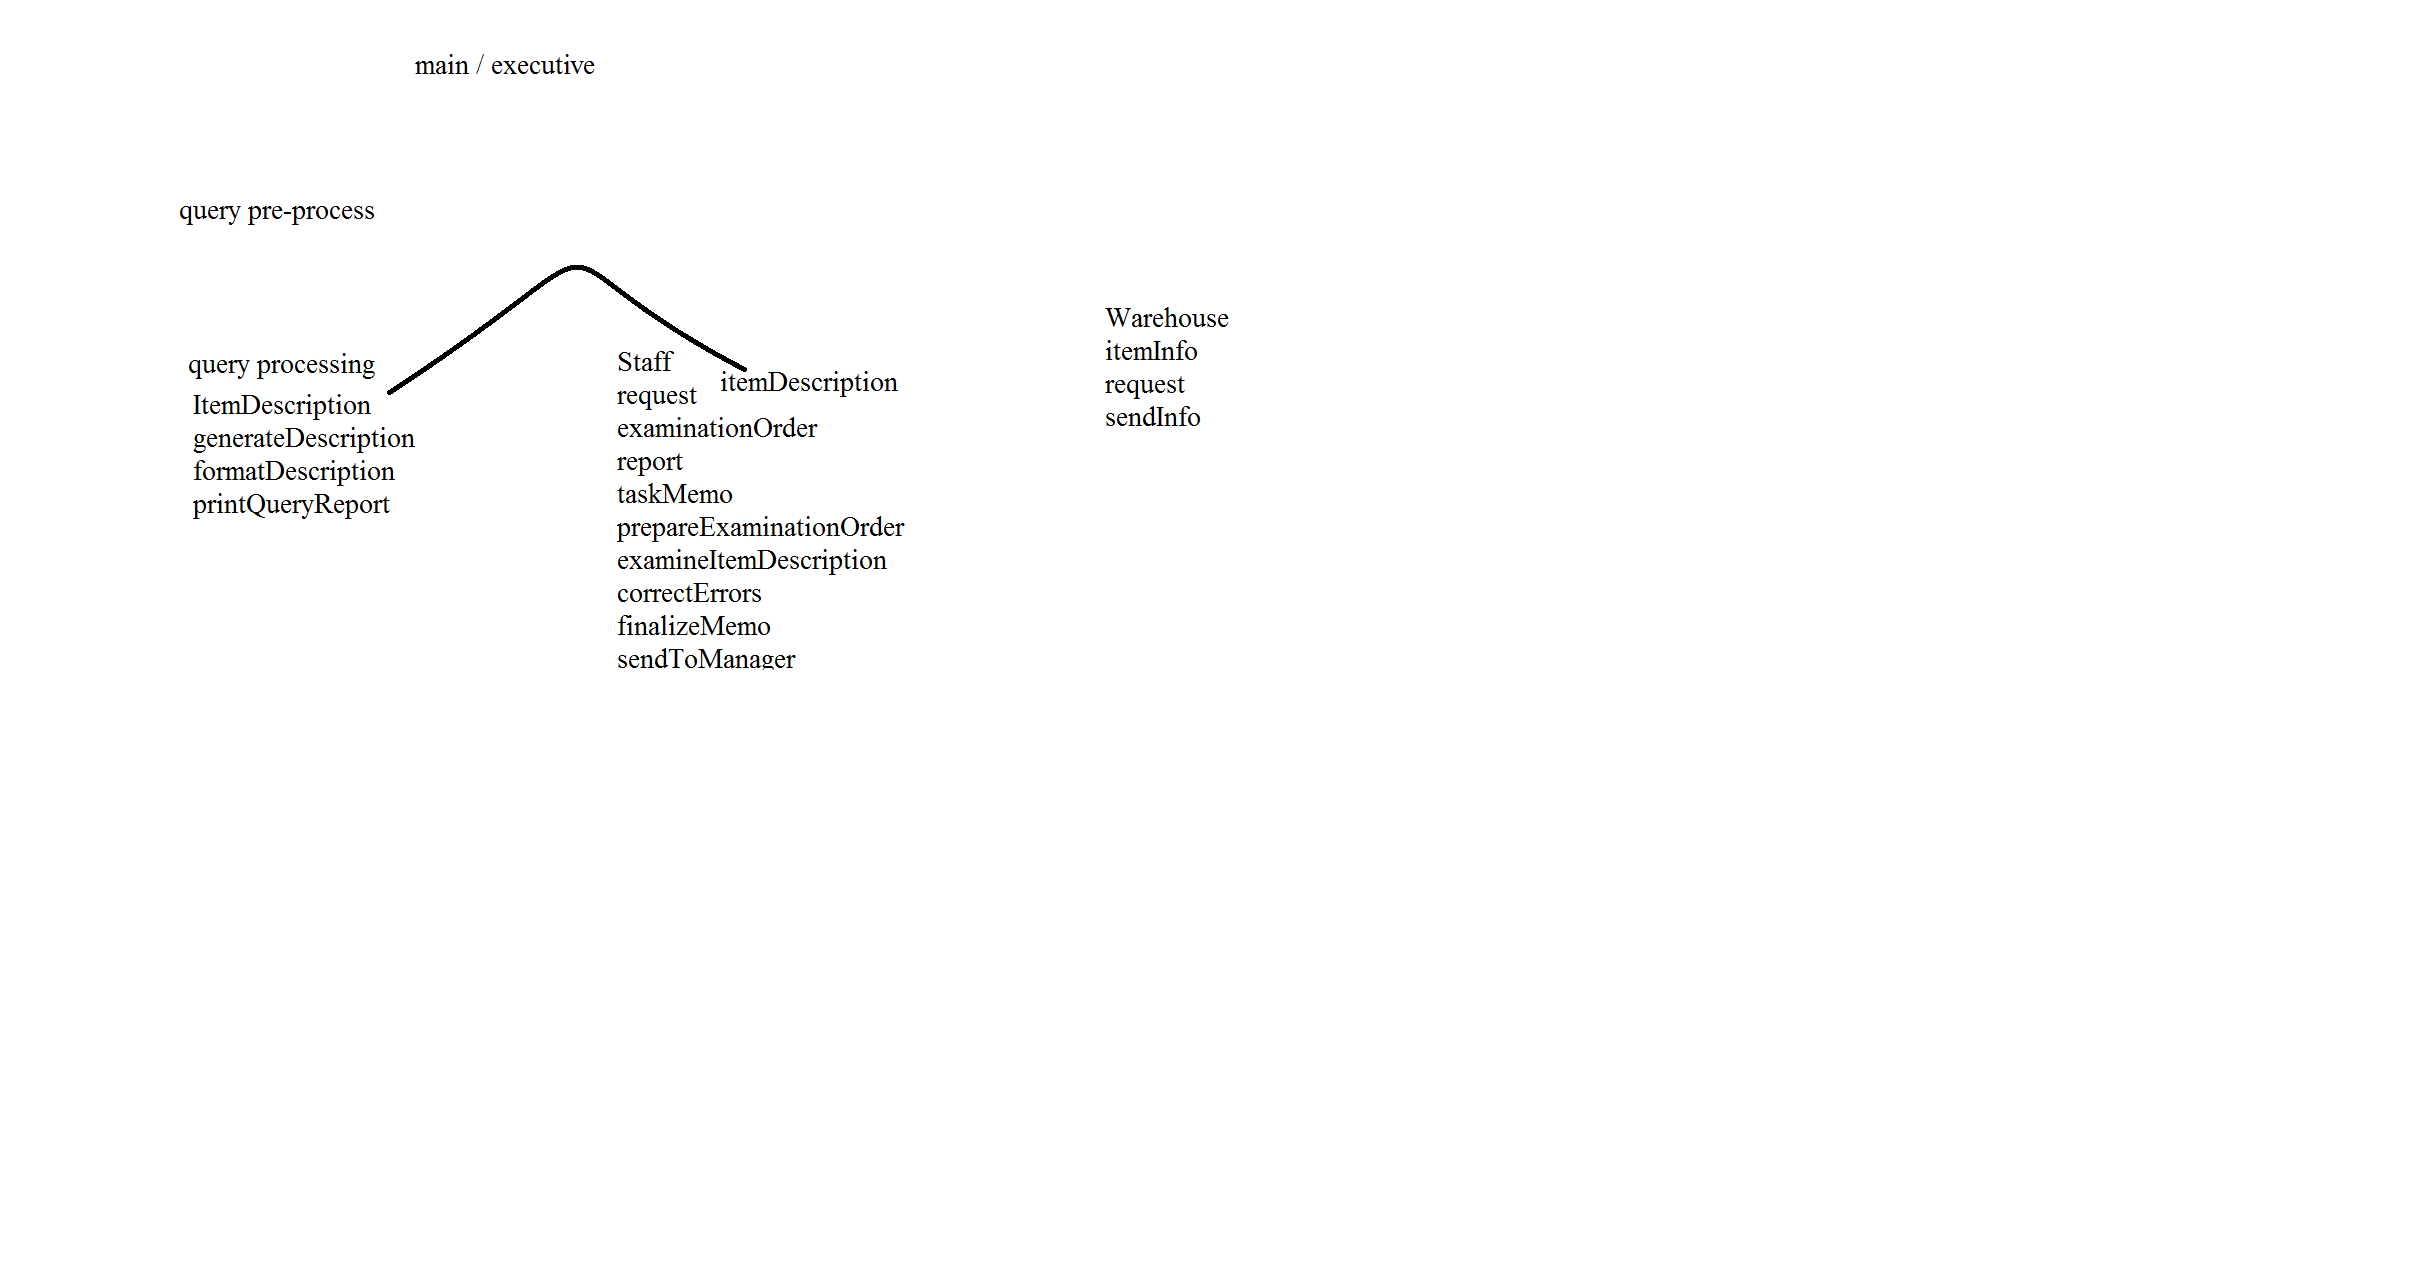 main / executive
query pre-process
query processing
ItemDescription
generateDescription
formatDescription
printQueryReport
Staff
request
itemDescription
examinationOrder
report
taskMemo
prepareExaminationOrder
examineItemDescription
correctErrors
finalizeMemo
sendToManager
Warehouse
itemInfo
request
sendInfo